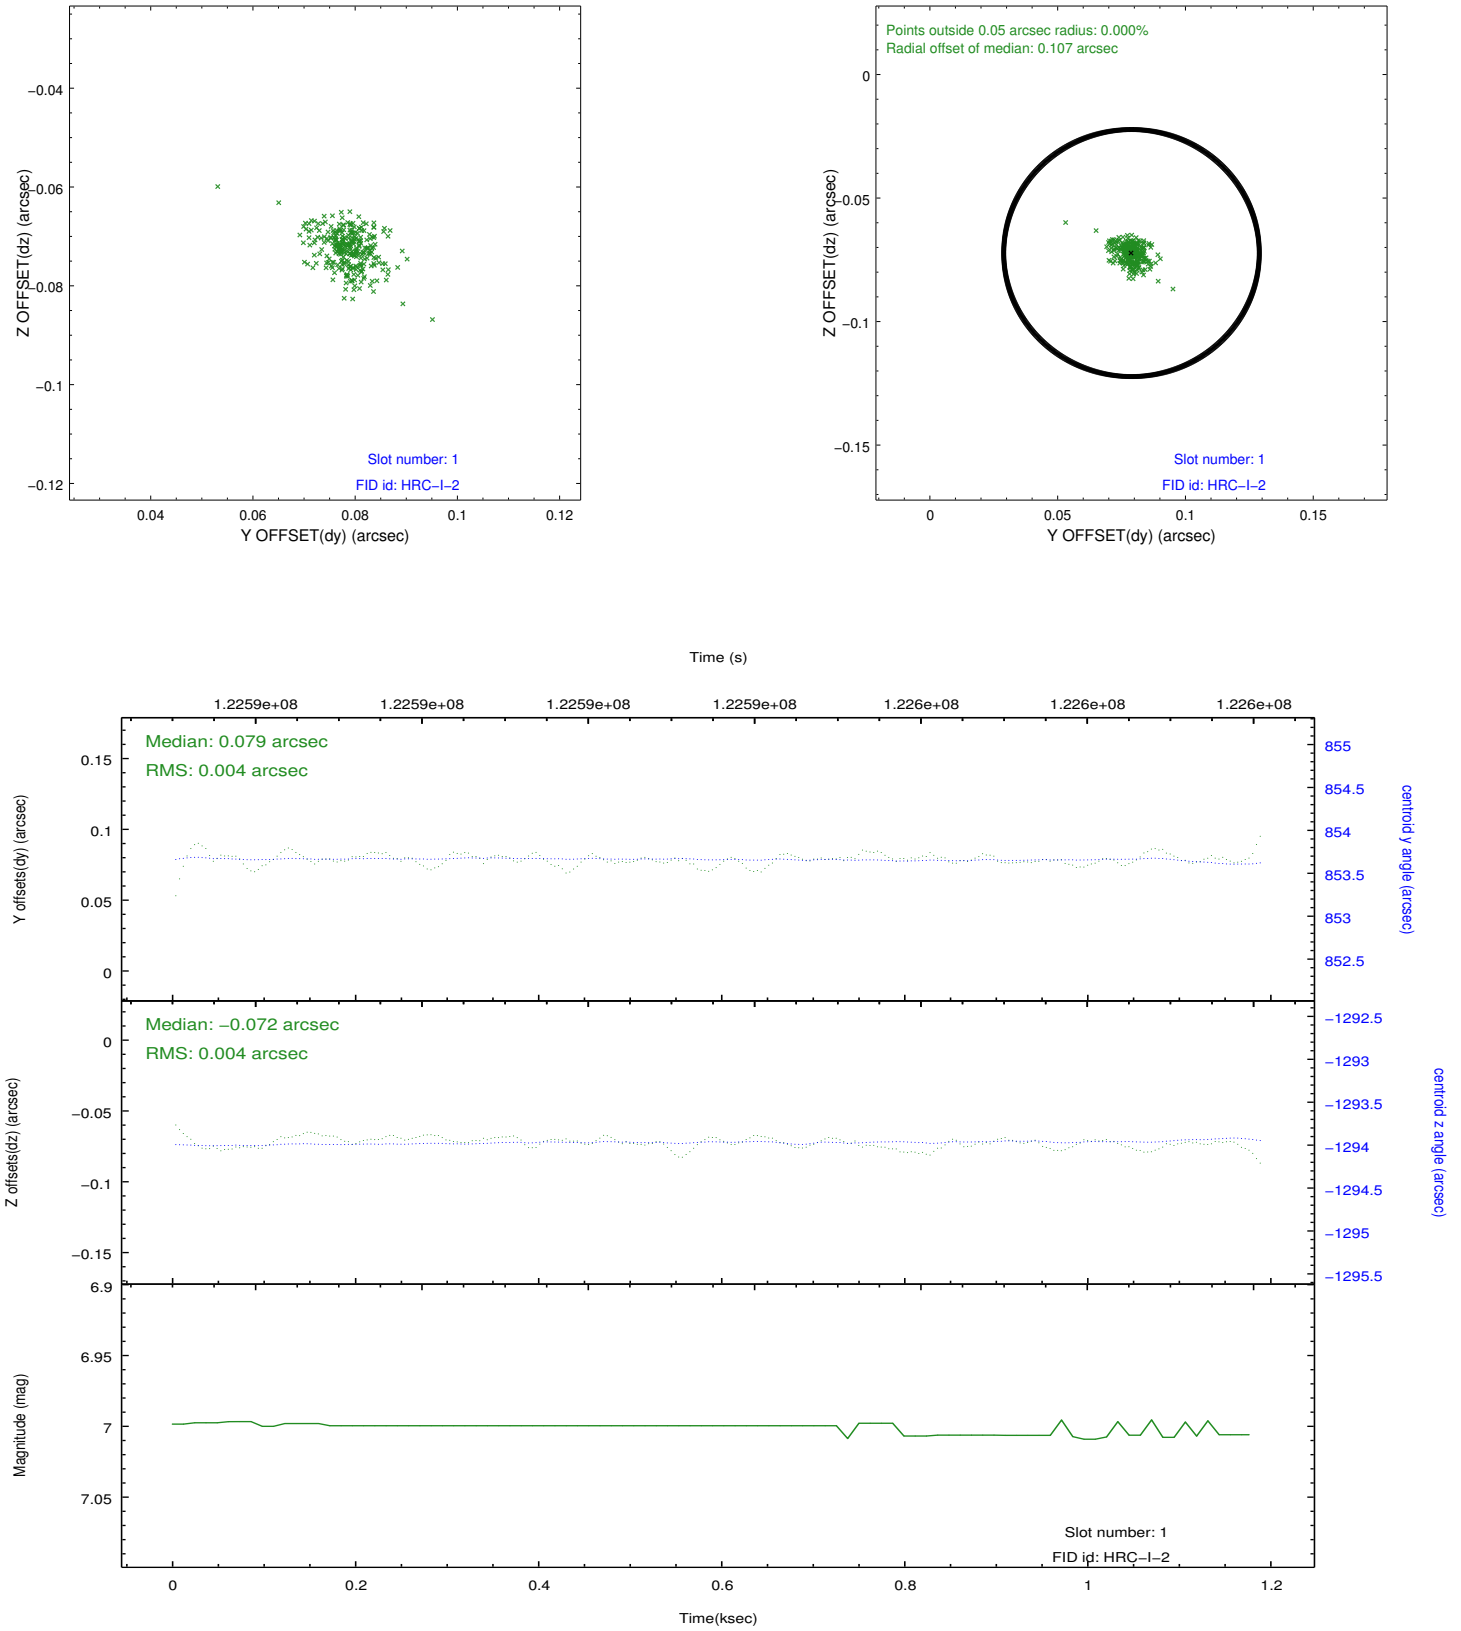 −0.04
−0.06
−0.08
−0.1
−0.12
Z OFFSET(dz) (arcsec)
Slot number: 1
FID id: HRC−I−2
0.04 0.06 0.08 0.1 0.12
Y OFFSET(dy) (arcsec)
Points outside 0.05 arcsec radius: 0.000%
Radial offset of median: 0.107 arcsec
0
−0.05
−0.1
−0.15
Z OFFSET(dz) (arcsec)
Slot number: 1
FID id: HRC−I−2
0 0.05 0.1 0.15
Y OFFSET(dy) (arcsec)
Time (s)
1.2259e+08 1.2259e+08 1.2259e+08 1.2259e+08 1.226e+08 1.226e+08 1.226e+08
Median: 0.079 arcsec
RMS: 0.004 arcsec
0.15
0.1
0.05
0
Y offsets(dy) (arcsec)
855
854.5
854
853.5
853
852.5
centroid y angle (arcsec)
Median: −0.072 arcsec
RMS: 0.004 arcsec
0
−0.05
−0.1
−0.15
Z offsets(dz) (arcsec)
−1292.5
−1293
−1293.5
−1294
−1294.5
−1295
−1295.5
centroid z angle (arcsec)
6.9
6.95
7
7.05
Magnitude (mag)
Slot number: 1
FID id: HRC−I−2
0 0.2 0.4 0.6 0.8 1 1.2
Time(ksec)